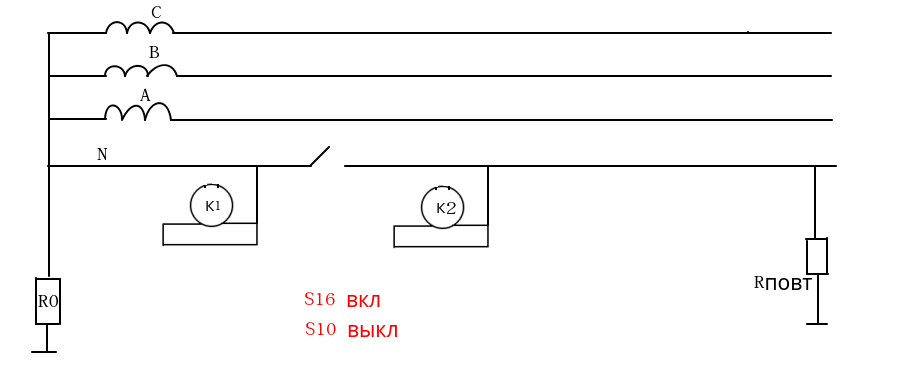 C
B
A
N
K1
K2
R0
Rповт
S16 вкл
S10 выкл